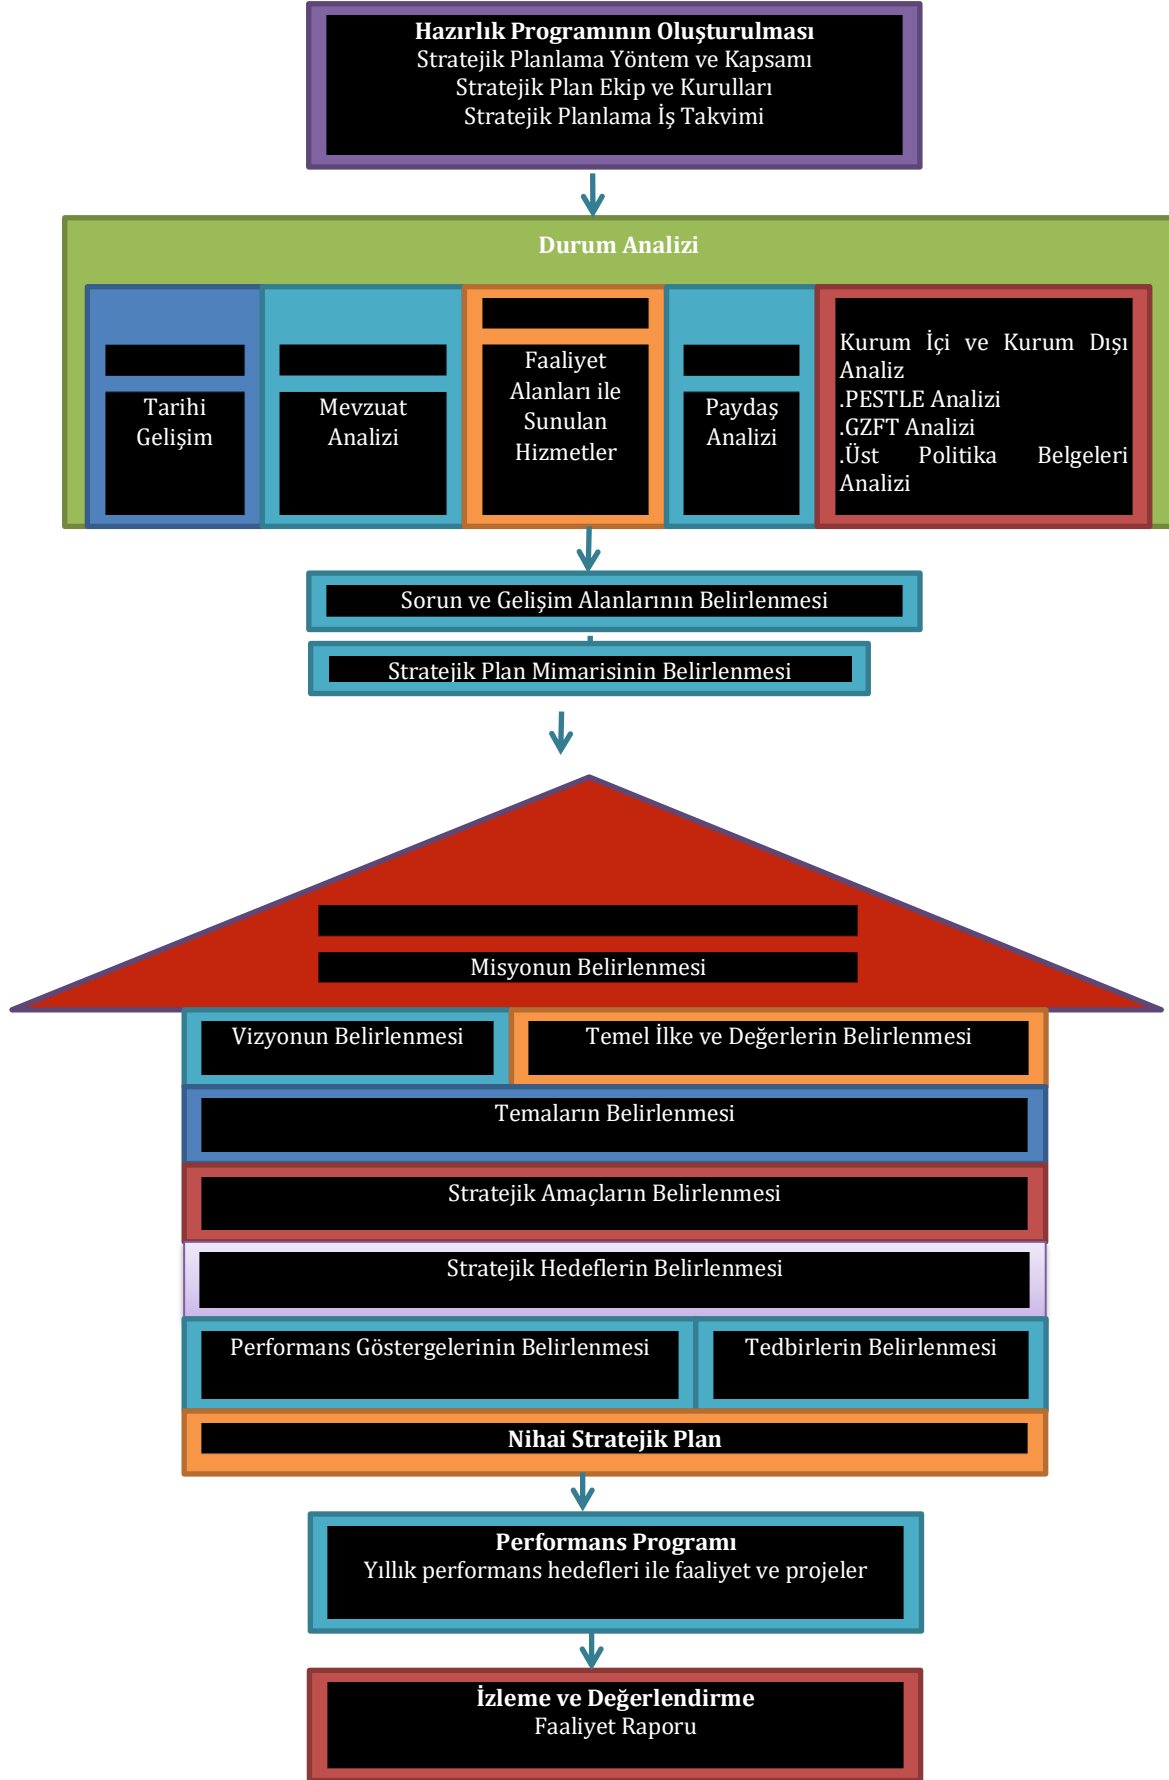 Hazırlık Programının Oluşturulması
Stratejik Planlama Yöntem ve Kapsamı
Stratejik Plan Ekip ve Kurulları
Stratejik Planlama İş Takvimi
Durum Analizi
Tarihi
Gelişim
Mevzuat
Analizi
Faaliyet
Alanları ile
Sunulan
Hizmetler
Paydaş
Analizi
Kurum İçi ve Kurum Dışı
Analiz
.PESTLE Analizi
.GZFT Analizi
.Üst Politika Belgeleri
Analizi
Sorun ve Gelişim Alanlarının Belirlenmesi
Stratejik Plan Mimarisinin Belirlenmesi
Misyonun Belirlenmesi
Vizyonun Belirlenmesi
Temel İlke ve Değerlerin Belirlenmesi
Temaların Belirlenmesi
Stratejik Amaçların Belirlenmesi
Stratejik Hedeflerin Belirlenmesi
Performans Göstergelerinin Belirlenmesi
Tedbirlerin Belirlenmesi
Nihai Stratejik Plan
Performans Programı
Yıllık performans hedefleri ile faaliyet ve projeler
İzleme ve Değerlendirme
Faaliyet Raporu